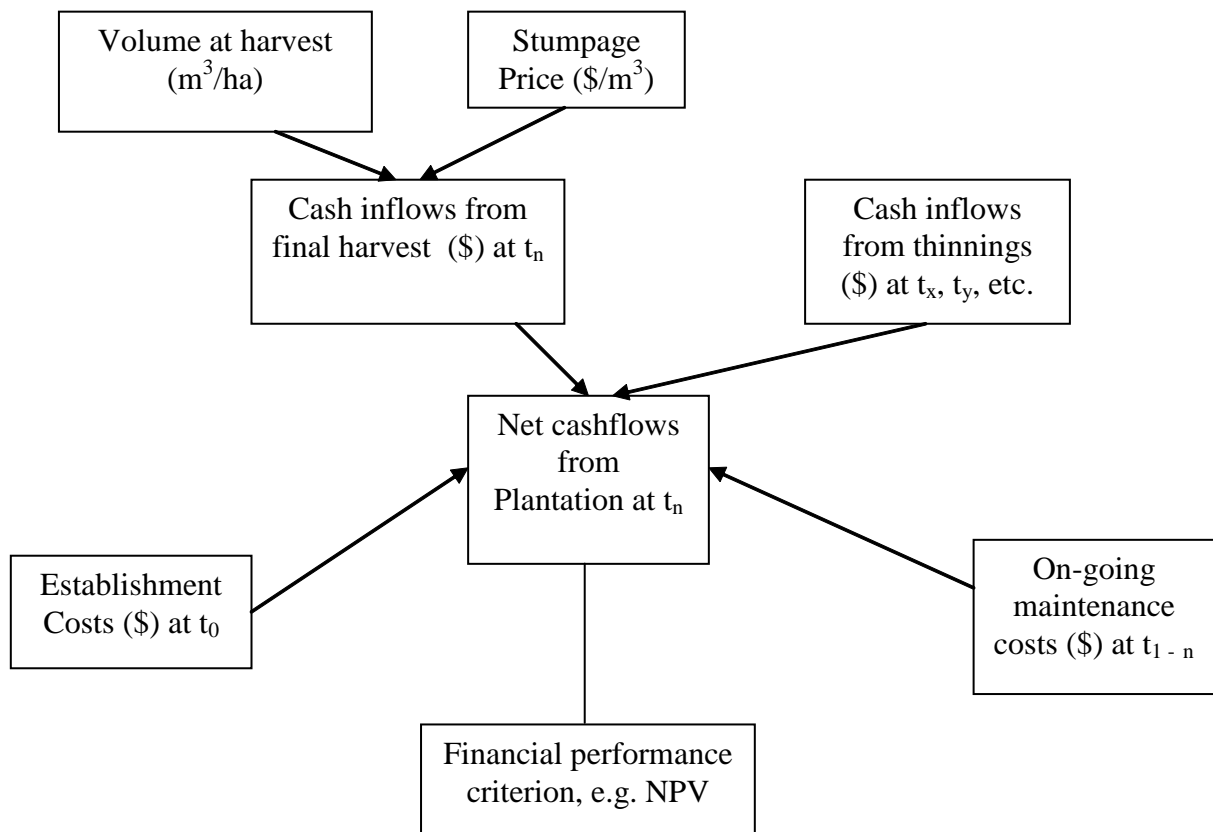 Volume at harvest
(m³/ha)
Stumpage
Price ($/m³)
Cash inflows from
final harvest ($) at tₙ
Cash inflows
from thinnings
($) at tₓ, tᵧ, etc.
Net cashflows
from
Plantation at tₙ
Establishment
Costs ($) at t₀
On-going
maintenance
costs ($) at t₁ ₋ ₙ
Financial performance
criterion, e.g. NPV